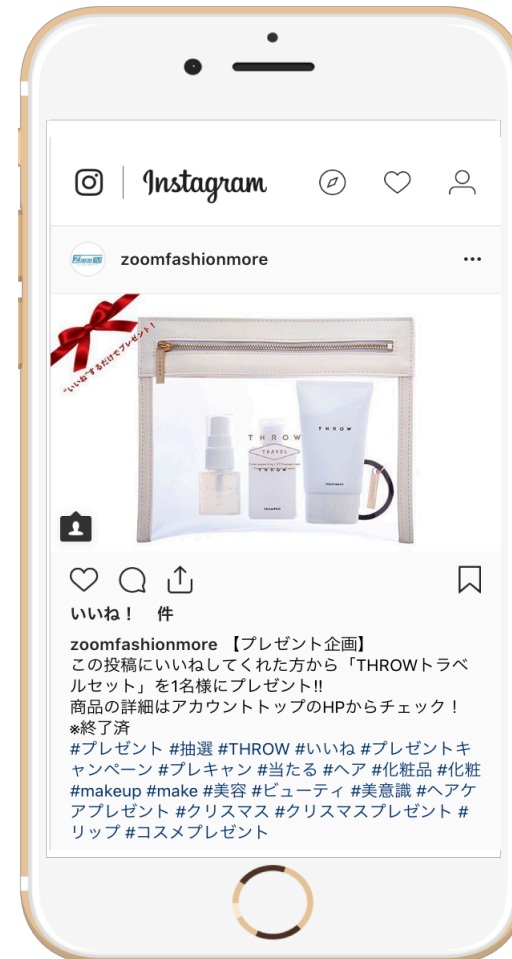 Instagram
zoomfashionmore
"いいね"するだけでプレゼント！
THROW
TRAVEL
THROW
SHAMPOO
THROW
TREATMENT
いいね！ 件
zoomfashionmore 【プレゼント企画】
この投稿にいいねしてくれた方から「THROWトラベ
ルセット」を1名様にプレゼント!!
商品の詳細はアカウントトップのHPからチェック！
※終了済
#プレゼント #抽選 #THROW #いいね #プレゼントキ
ャンペーン #プレキャン #当たる #ヘア #化粧品 #化粧
#makeup #make #美容 #ビューティ #美意識 #ヘアケ
アプレゼント #クリスマス #クリスマスプレゼント #
リップ #コスメプレゼント